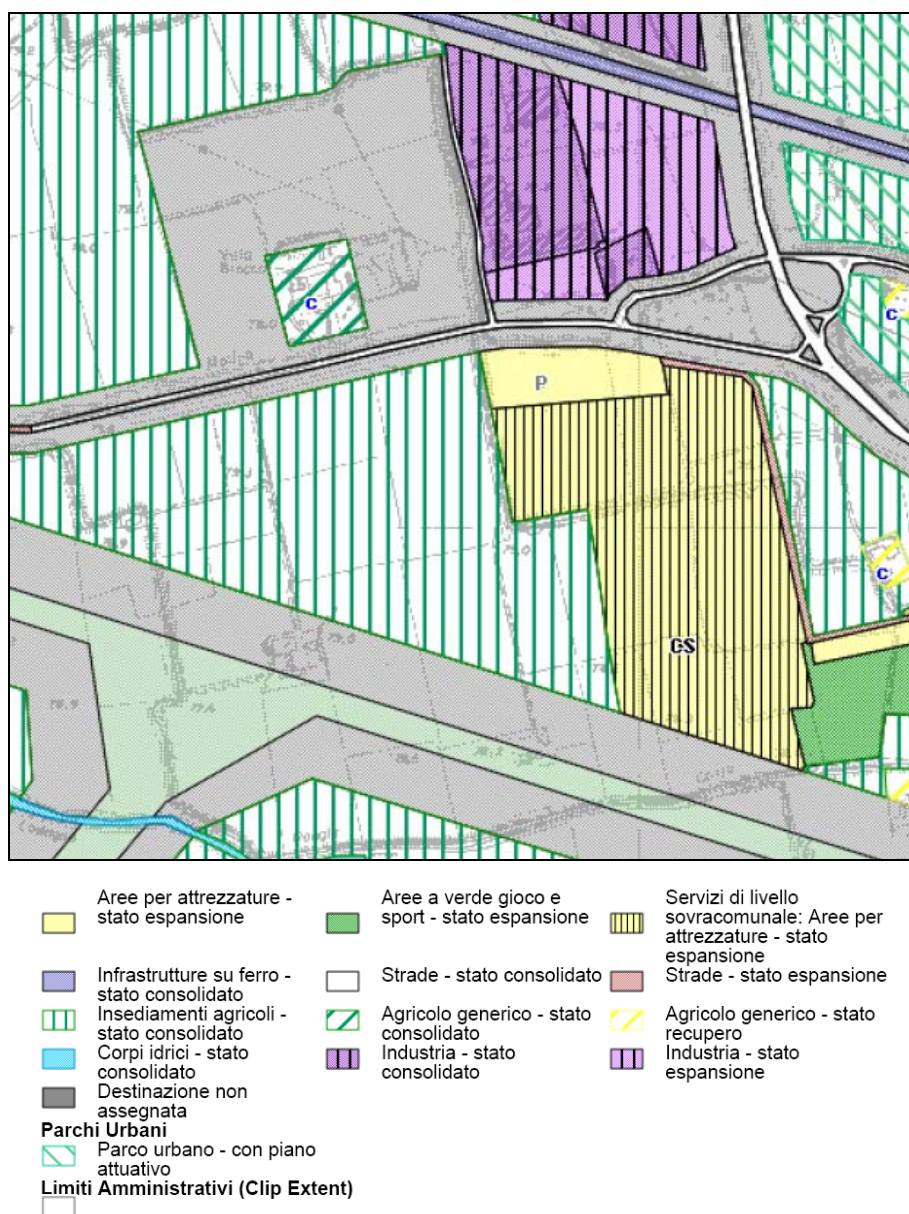 c
c
P
c
CS
Aree per attrezzature -
stato espansione
Aree a verde gioco e
sport - stato espansione
Servizi di livello
sovracomunale: Aree per
attrezzature - stato
espansione
Infrastrutture su ferro -
stato consolidato
Strade - stato consolidato
Strade - stato espansione
Insediamenti agricoli -
stato consolidato
Agricolo generico - stato
consolidato
Agricolo generico - stato
recupero
Corpi idrici - stato
consolidato
Industria - stato
consolidato
Industria - stato
espansione
Destinazione non
assegnata
Parchi Urbani
Parco urbano - con piano
attuativo
Limiti Amministrativi (Clip Extent)